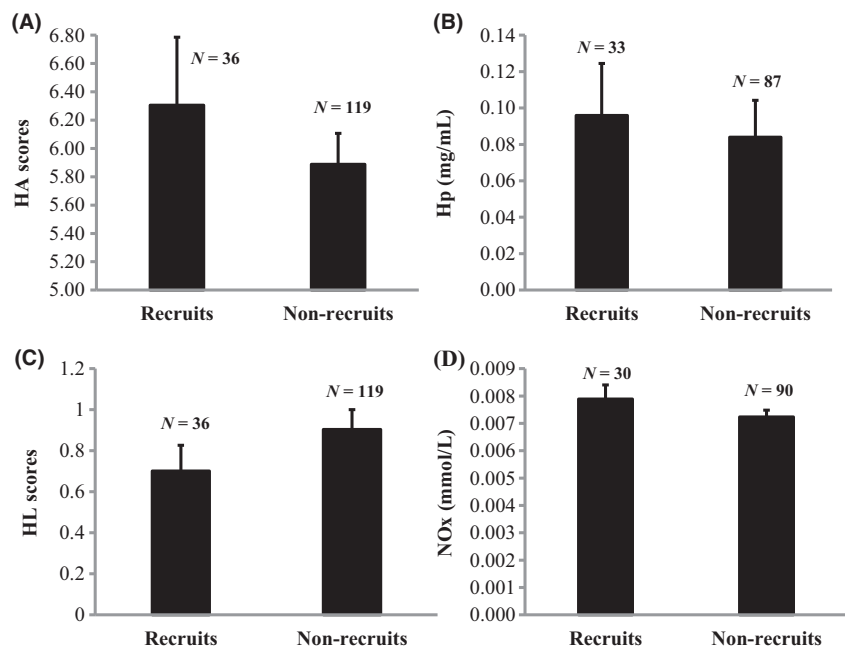 (A)
HA scores
6.80
6.60
6.40
6.20
6.00
5.80
5.60
5.40
5.20
5.00
N = 36
N = 119
Recruits
Non-recruits
(B)
Hp (mg/mL)
0.14
0.12
0.10
0.08
0.06
0.04
0.02
0.00
N = 33
N = 87
Recruits
Non-recruits
(C)
HL scores
1.2
1
0.8
0.6
0.4
0.2
0
N = 36
N = 119
Recruits
Non-recruits
(D)
NOx (mmol/L)
0.009
0.008
0.007
0.006
0.005
0.004
0.003
0.002
0.001
0.000
N = 30
N = 90
Recruits
Non-recruits